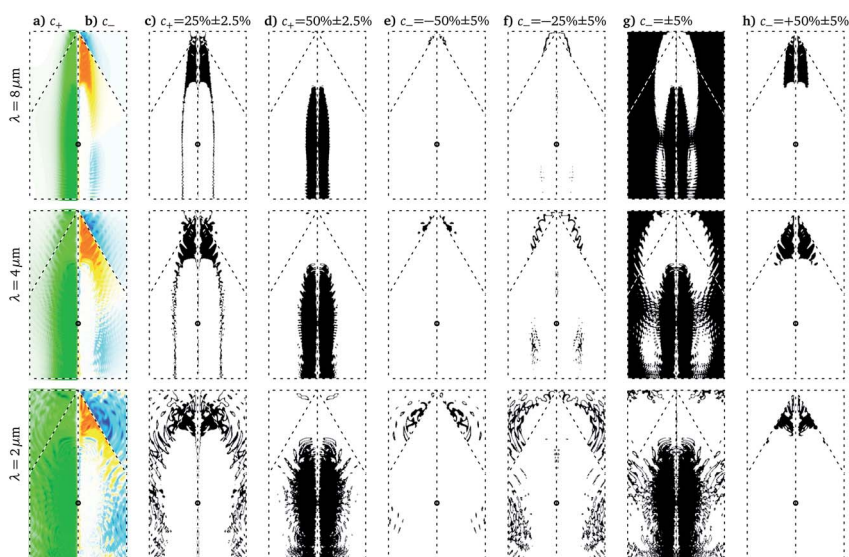 a) c₊ b) c₋ c) c₊=25%±2.5% d) c₊=50%±2.5% e) c₋=−50%±5% f) c₋=−25%±5% g) c₋=±5% h) c₋=+50%±5%
λ = 8 μm
λ = 4 μm
λ = 2 μm